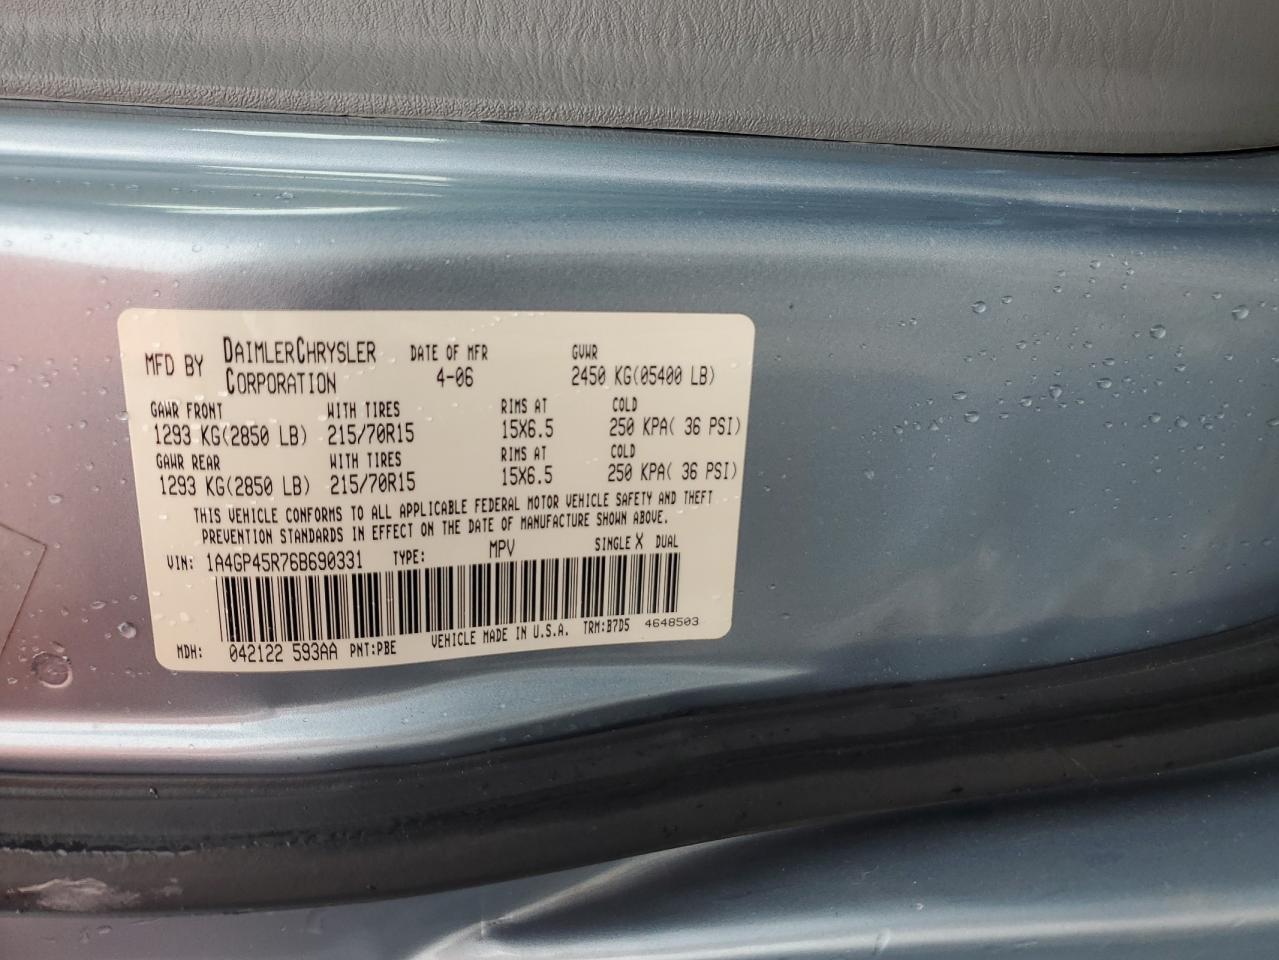 MFD BY DAIMLERCHRYSLER CORPORATION DATE OF MFR 4-06 GVWR 2450 KG(05400 LB)
GAWR FRONT WITH TIRES RIMS AT COLD
1293 KG(2850 LB) 215/70R15 15X6.5 250 KPA( 36 PSI)
GAWR REAR WITH TIRES RIMS AT COLD
1293 KG(2850 LB) 215/70R15 15X6.5 250 KPA( 36 PSI)
THIS VEHICLE CONFORMS TO ALL APPLICABLE FEDERAL MOTOR VEHICLE SAFETY AND THEFT
PREVENTION STANDARDS IN EFFECT ON THE DATE OF MANUFACTURE SHOWN ABOVE.
VIN: 1A4GP45R76B690331 TYPE: MPV SINGLE X DUAL
MDH: 042122 593AA PNT:PBE VEHICLE MADE IN U.S.A. TRM:B7D5 4648503